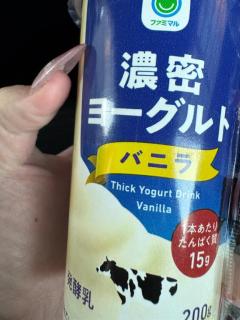 ファミマル
濃密
ヨーグルト
バニラ
Thick Yogurt Drink
Vanilla
1本あたり
たんぱく質
15g
発酵乳
200g